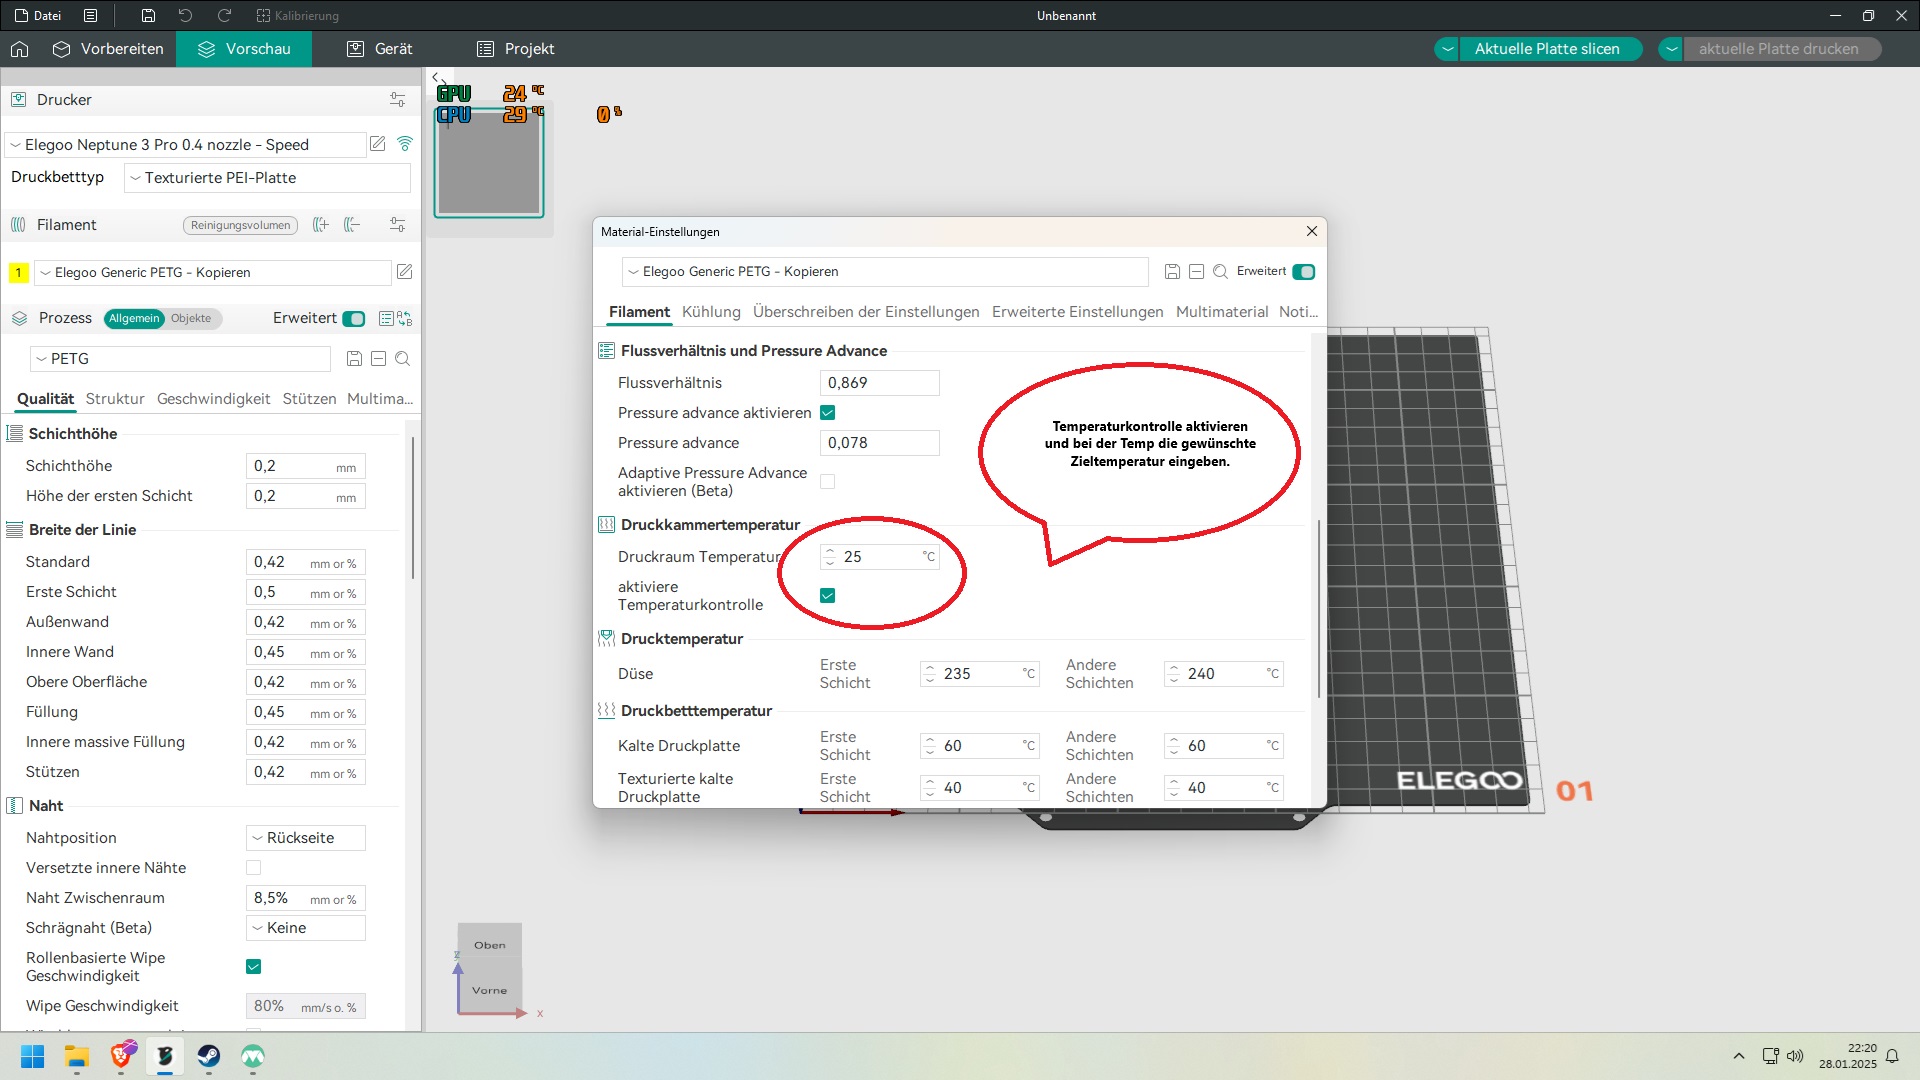 Datei
Kalibrierung
Unbenannt
Vorbereiten
Vorschau
Gerät
Projekt
Aktuelle Platte slicen
aktuelle Platte drucken
Drucker
Elegoo Neptune 3 Pro 0.4 nozzle - Speed
Druckbetttyp
Texturierte PEI-Platte
Filament
Reinigungsvolumen
1
Elegoo Generic PETG - Kopieren
Prozess
Allgemein
Objekte
Erweitert
PETG
Qualität
Struktur
Geschwindigkeit
Stützen
Multima...
Schichthöhe
Schichthöhe 0,2 mm
Höhe der ersten Schicht 0,2 mm
Breite der Linie
Standard 0,42 mm or %
Erste Schicht 0,5 mm or %
Außenwand 0,42 mm or %
Innere Wand 0,45 mm or %
Obere Oberfläche 0,42 mm or %
Füllung 0,45 mm or %
Innere massive Füllung 0,42 mm or %
Stützen 0,42 mm or %
Naht
Nahtposition Rückseite
Versetzte innere Nähte
Naht Zwischenraum 8,5% mm or %
Schrägnaht (Beta) Keine
Rollenbasierte Wipe
Geschwindigkeit
Wipe Geschwindigkeit 80% mm/s o. %
GPU 24 °C
CPU 29 °C 0 %
Material-Einstellungen
Elegoo Generic PETG - Kopieren
Erweitert
Filament
Kühlung
Überschreiben der Einstellungen
Erweiterte Einstellungen
Multimaterial
Noti...
Flussverhältnis und Pressure Advance
Flussverhältnis 0,869
Pressure advance aktivieren
Pressure advance 0,078
Adaptive Pressure Advance
aktivieren (Beta)
Temperaturkontrolle aktivieren
und bei der Temp die gewünschte
Zieltemperatur eingeben.
Druckkammertemperatur
Druckraum Temperatur 25 °C
aktiviere
Temperaturkontrolle
Drucktemperatur
Düse
Erste
Schicht
235 °C
Andere
Schichten
240 °C
Druckbetttemperatur
Kalte Druckplatte
Erste
Schicht
60 °C
Andere
Schichten
60 °C
Texturierte kalte
Druckplatte
Erste
Schicht
40 °C
Andere
Schichten
40 °C
ELEGOO
01
Oben
Vorne
z
x
22:20
28.01.2025